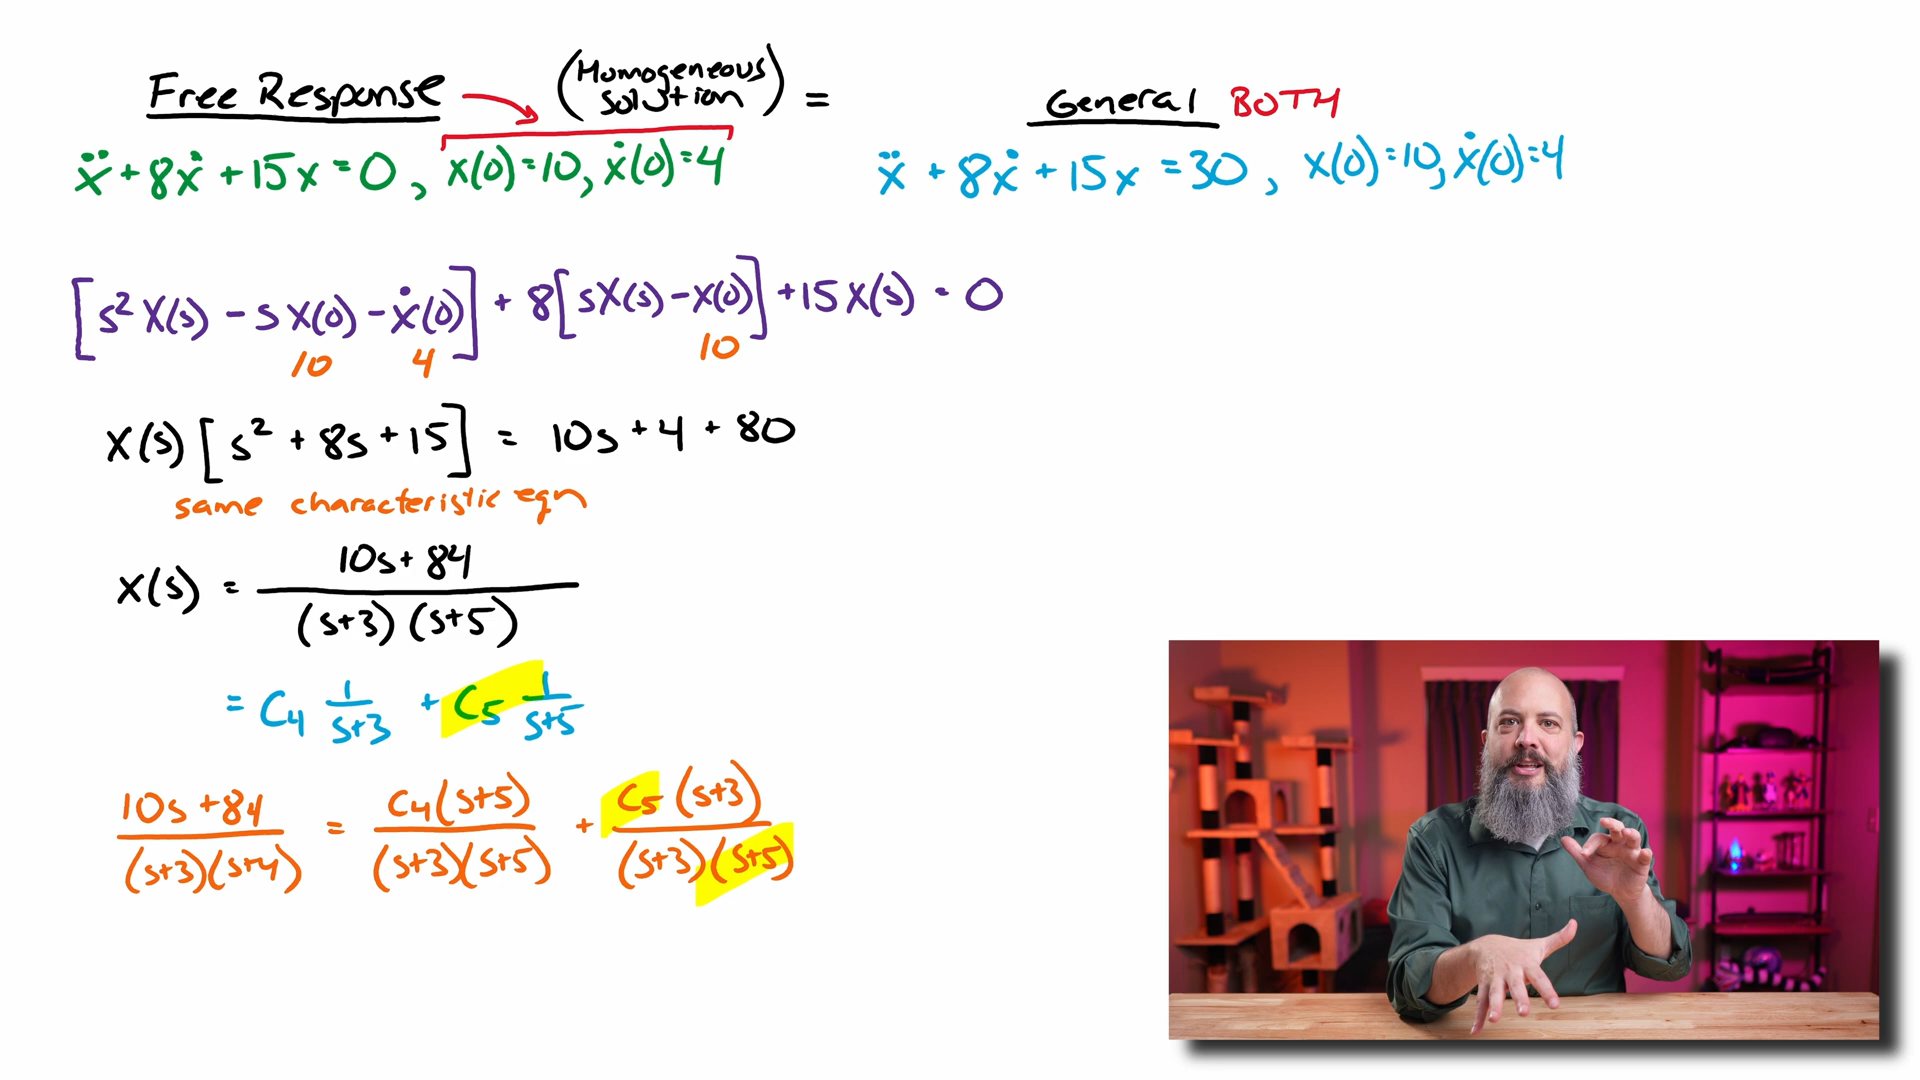 Free Response → (Homogeneous solution) =
ẍ + 8ẋ + 15x = 0, x(0)=10, ẋ(0)=4
General BOTH
ẍ + 8ẋ + 15x = 30, x(0)=10, ẋ(0)=4
[s²X(s) - sX(0) - ẋ(0)] + 8[sX(s) - X(0)] + 15X(s) = 0
10 4 10
X(s)[s² + 8s + 15] = 10s + 4 + 80
same characteristic eqn
X(s) = (10s + 84) / (s+3)(s+5)
= C₄ 1/(s+3) + C₅ 1/(s+5)
(10s + 84) / (s+3)(s+4) = C₄(s+5) / (s+3)(s+5) + C₅(s+3) / (s+3)(s+5)